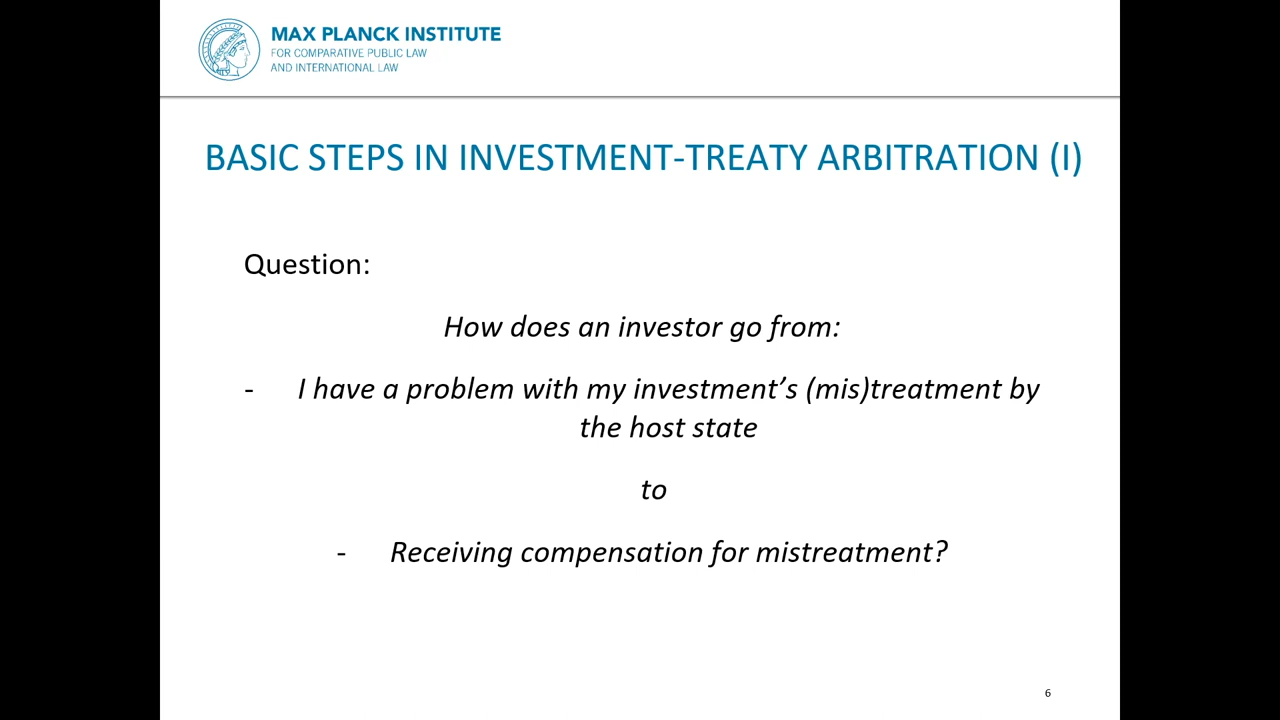 MAX PLANCK INSTITUTE
FOR COMPARATIVE PUBLIC LAW
AND INTERNATIONAL LAW
BASIC STEPS IN INVESTMENT-TREATY ARBITRATION (I)
Question:
How does an investor go from:
- I have a problem with my investment’s (mis)treatment by
the host state
to
- Receiving compensation for mistreatment?
6